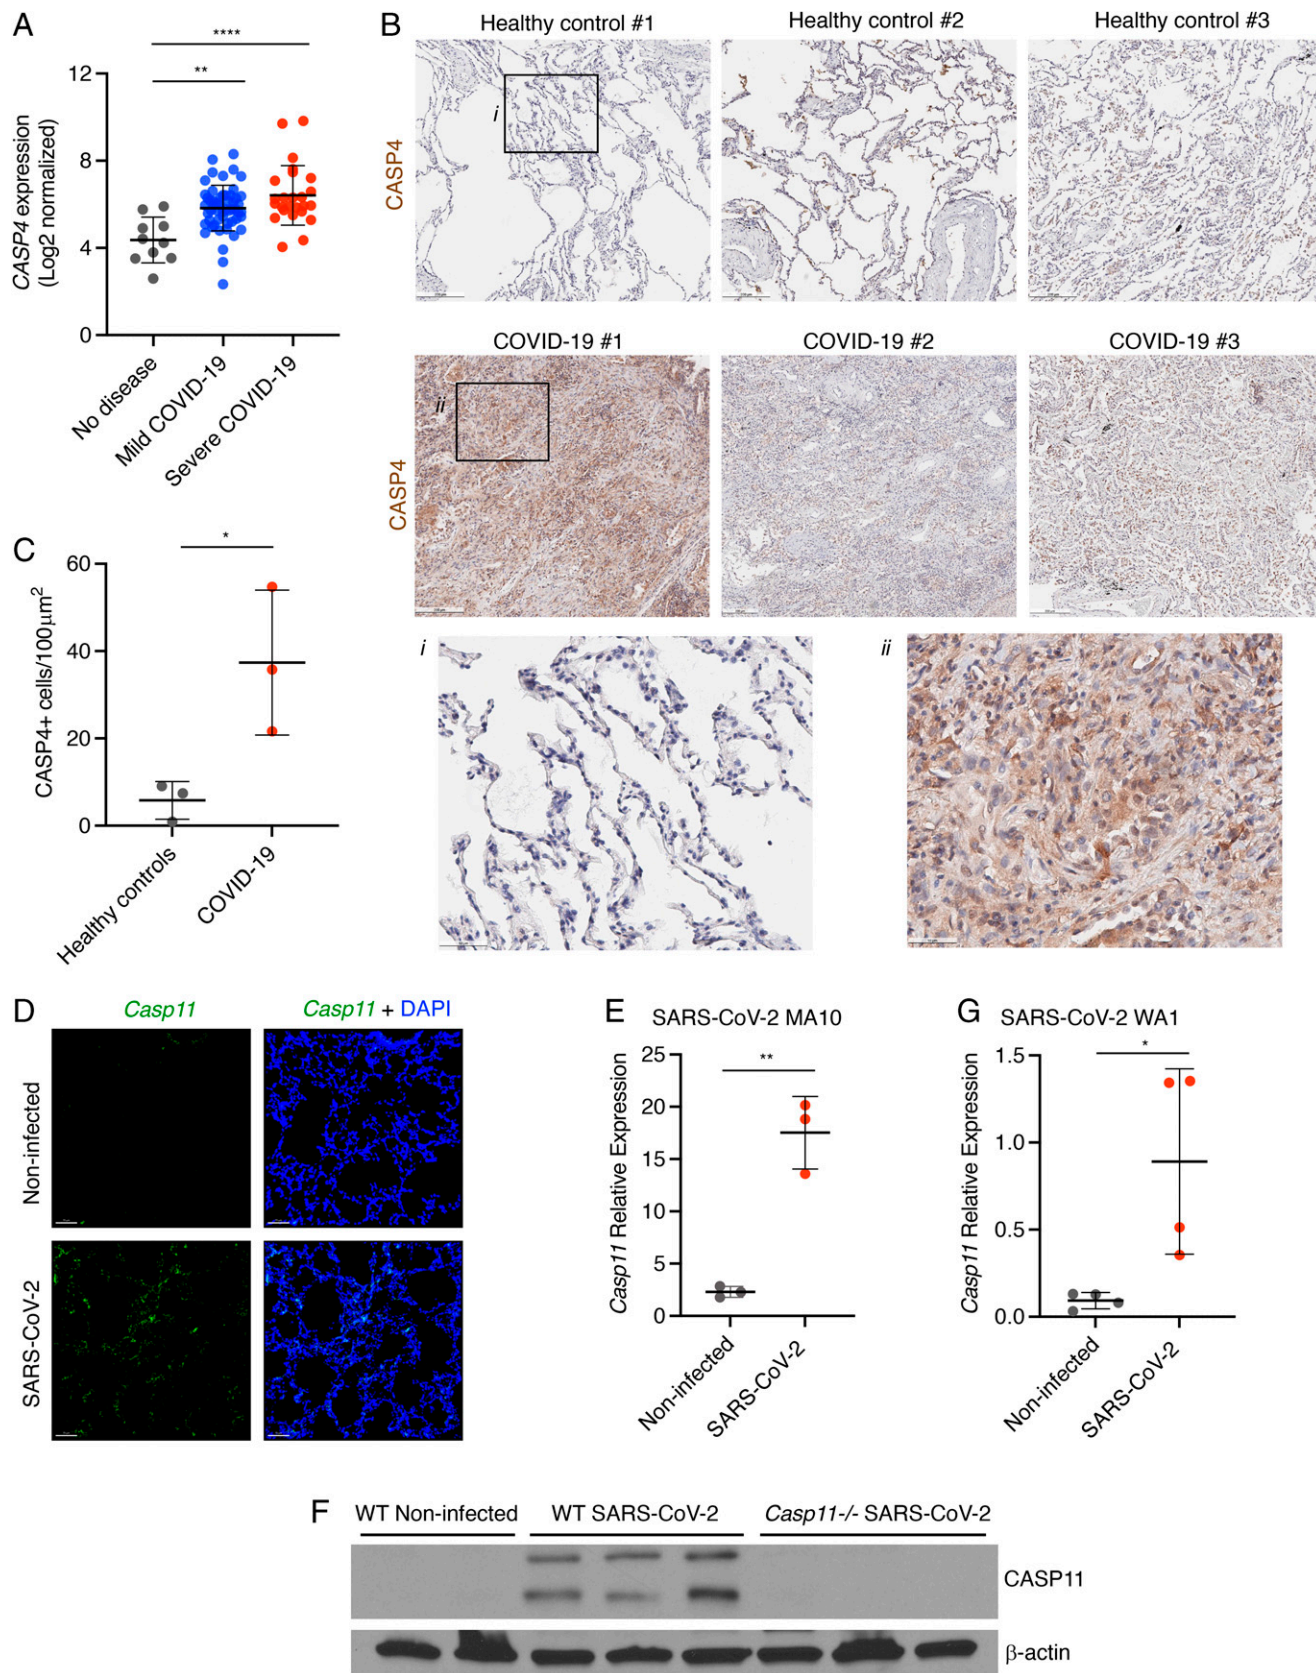 A
****
**
12
8
4
0
CASP4 expression
(Log2 normalized)
No disease
Mild COVID-19
Severe COVID-19
B
Healthy control #1
Healthy control #2
Healthy control #3
CASP4
i
COVID-19 #1
COVID-19 #2
COVID-19 #3
CASP4
ii
i
ii
C
*
60
40
20
0
CASP4+ cells/100µm²
Healthy controls
COVID-19
D
Casp11
Casp11 + DAPI
Non-infected
SARS-CoV-2
E
SARS-CoV-2 MA10
**
25
20
15
10
5
0
Casp11 Relative Expression
Non-infected
SARS-CoV-2
G
SARS-CoV-2 WA1
*
1.5
1.0
0.5
0.0
Casp11 Relative Expression
Non-infected
SARS-CoV-2
F
WT Non-infected
WT SARS-CoV-2
Casp11-/- SARS-CoV-2
CASP11
β-actin